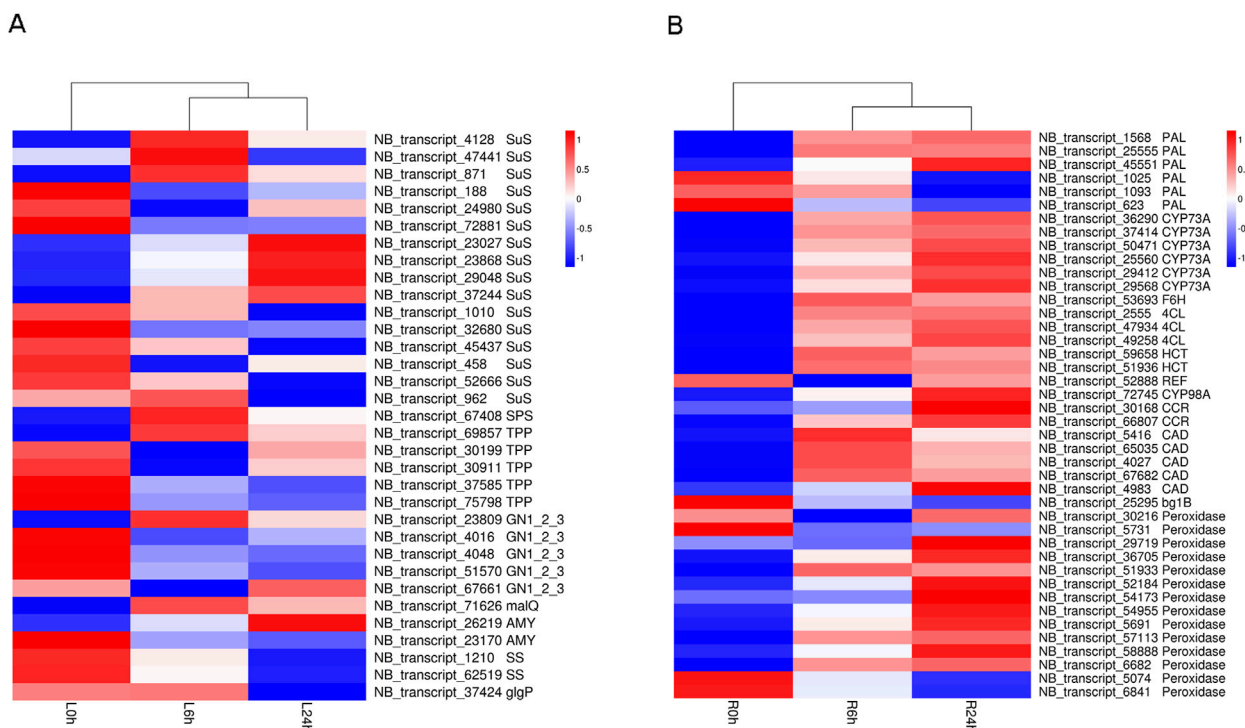 A
NB_transcript_4128 SuS
NB_transcript_47441 SuS
NB_transcript_871 SuS
NB_transcript_188 SuS
NB_transcript_24980 SuS
NB_transcript_72881 SuS
NB_transcript_23027 SuS
NB_transcript_23868 SuS
NB_transcript_29048 SuS
NB_transcript_37244 SuS
NB_transcript_1010 SuS
NB_transcript_32680 SuS
NB_transcript_45437 SuS
NB_transcript_458 SuS
NB_transcript_52666 SuS
NB_transcript_962 SuS
NB_transcript_67408 SPS
NB_transcript_69857 TPP
NB_transcript_30199 TPP
NB_transcript_30911 TPP
NB_transcript_37585 TPP
NB_transcript_75798 TPP
NB_transcript_23809 GN1_2_3
NB_transcript_4016 GN1_2_3
NB_transcript_4048 GN1_2_3
NB_transcript_51570 GN1_2_3
NB_transcript_67661 GN1_2_3
NB_transcript_71626 malQ
NB_transcript_26219 AMY
NB_transcript_23170 AMY
NB_transcript_1210 SS
NB_transcript_62519 SS
NB_transcript_37424 glgP
1
0.5
0
-0.5
-1
L0h
L6h
L24h
B
NB_transcript_1568 PAL
NB_transcript_25555 PAL
NB_transcript_45551 PAL
NB_transcript_1025 PAL
NB_transcript_1093 PAL
NB_transcript_623 PAL
NB_transcript_36290 CYP73A
NB_transcript_37414 CYP73A
NB_transcript_50471 CYP73A
NB_transcript_25560 CYP73A
NB_transcript_29412 CYP73A
NB_transcript_29568 CYP73A
NB_transcript_53693 F6H
NB_transcript_2555 4CL
NB_transcript_47934 4CL
NB_transcript_49258 4CL
NB_transcript_59658 HCT
NB_transcript_51936 HCT
NB_transcript_52888 REF
NB_transcript_72745 CYP98A
NB_transcript_30168 CCR
NB_transcript_66807 CCR
NB_transcript_5416 CAD
NB_transcript_65035 CAD
NB_transcript_4027 CAD
NB_transcript_67682 CAD
NB_transcript_4983 CAD
NB_transcript_25295 bg1B
NB_transcript_30216 Peroxidase
NB_transcript_5731 Peroxidase
NB_transcript_29719 Peroxidase
NB_transcript_36705 Peroxidase
NB_transcript_51933 Peroxidase
NB_transcript_52184 Peroxidase
NB_transcript_54173 Peroxidase
NB_transcript_54955 Peroxidase
NB_transcript_5691 Peroxidase
NB_transcript_57113 Peroxidase
NB_transcript_58888 Peroxidase
NB_transcript_6682 Peroxidase
NB_transcript_5074 Peroxidase
NB_transcript_6841 Peroxidase
1
0.5
0
-0.5
-1
R0h
R6h
R24h